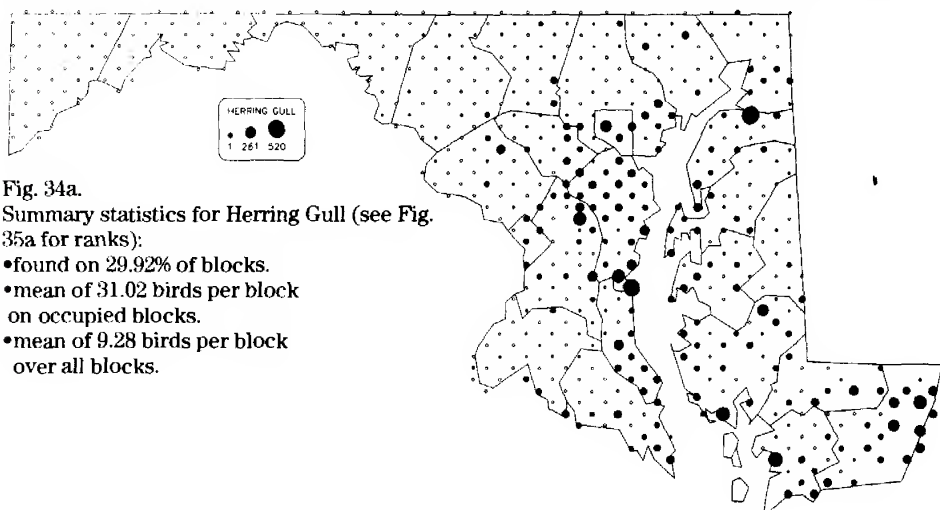 HERRING GULL
1 261 520
Fig. 34a.
Summary statistics for Herring Gull (see Fig.
35a for ranks):
•found on 29.92% of blocks.
•mean of 31.02 birds per block
on occupied blocks.
•mean of 9.28 birds per block
over all blocks.